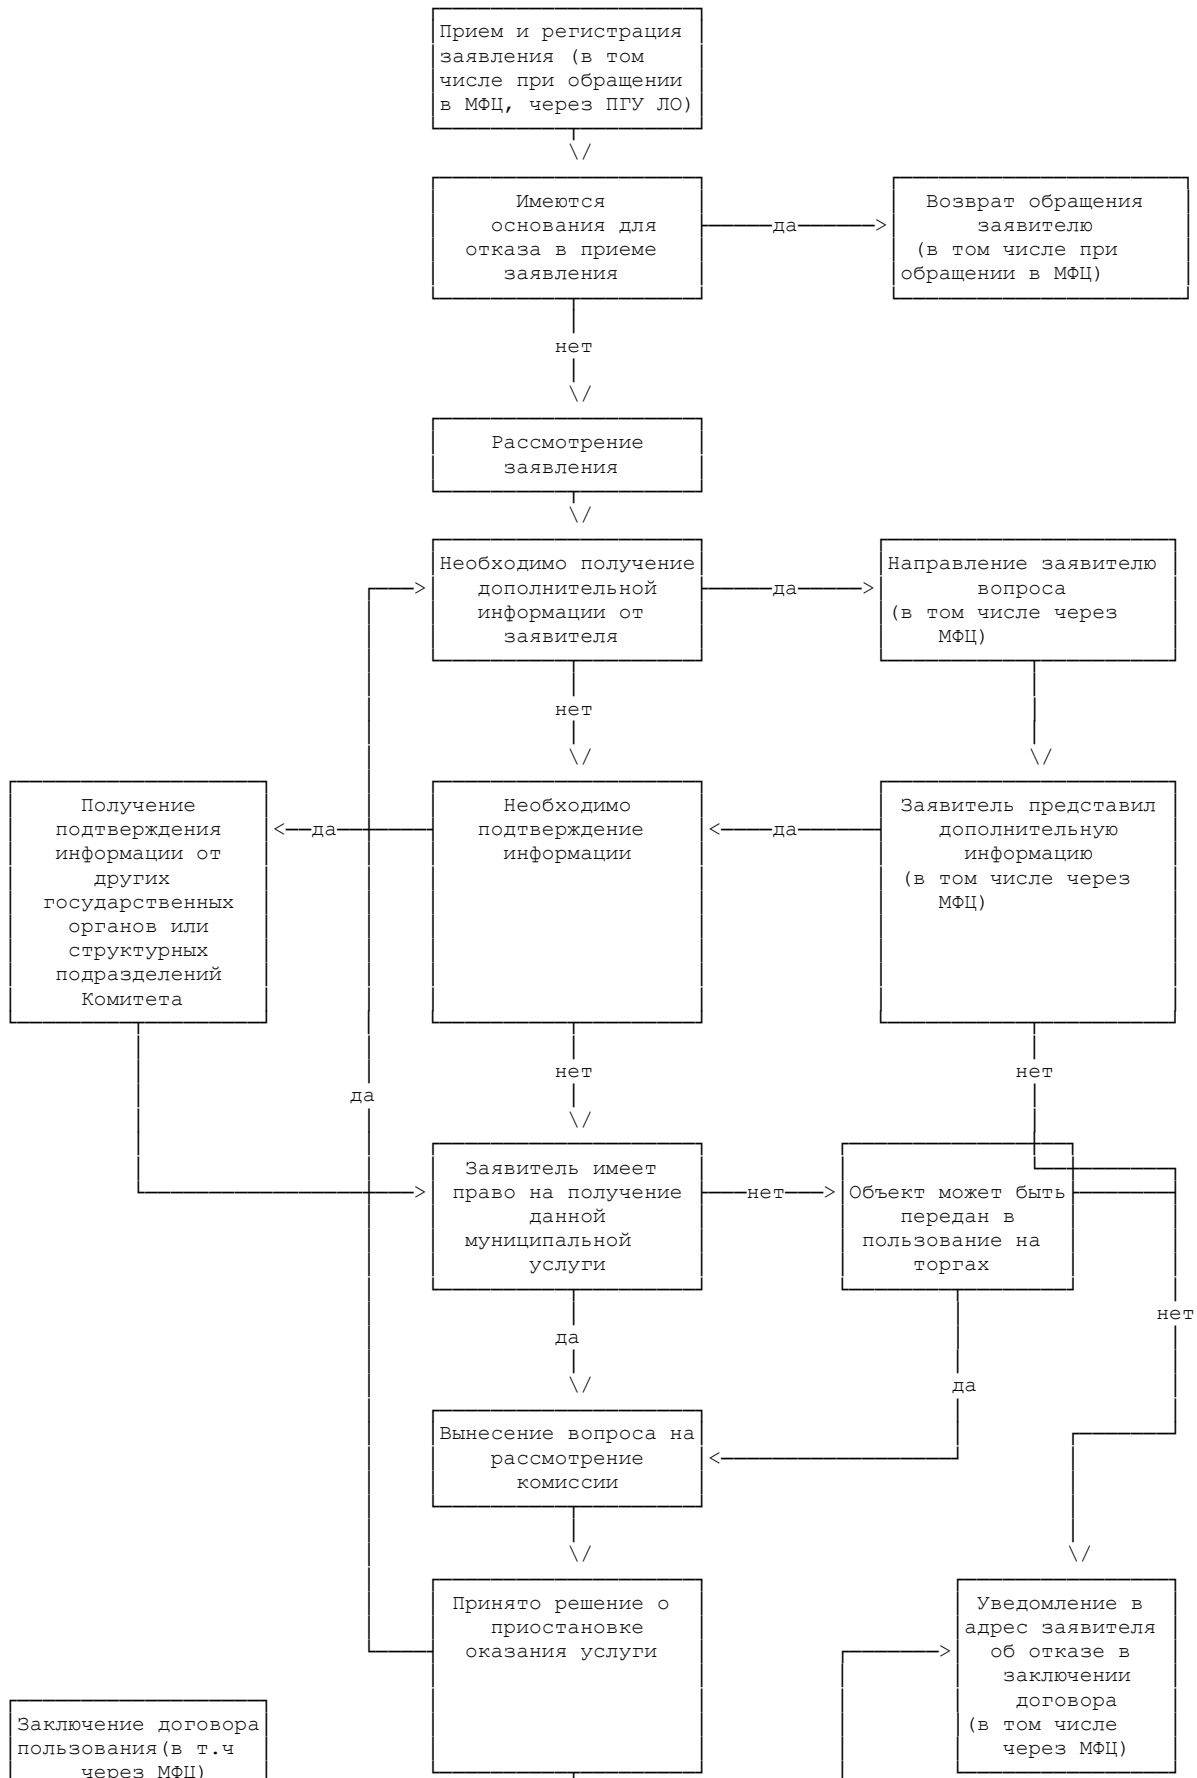 Прием и регистрация
заявления (в том
числе при обращении
в МФЦ, через ПГУ ЛО)
Имеются
основания для
отказа в приеме
заявления
да
Возврат обращения
заявителю
(в том числе при
обращении в МФЦ)
нет
Рассмотрение
заявления
Необходимо получение
дополнительной
информации от
заявителя
да
Направление заявителю
вопроса
(в том числе через
МФЦ)
нет
Получение
подтверждения
информации от
других
государственных
органов или
структурных
подразделений
Комитета
да
Необходимо
подтверждение
информации
да
Заявитель представил
дополнительную
информацию
(в том числе через
МФЦ)
нет
нет
да
Заявитель имеет
право на получение
данной
муниципальной
услуги
нет
Объект может быть
передан в
пользование на
торгах
нет
да
да
Вынесение вопроса на
рассмотрение
комиссии
Принято решение о
приостановке
оказания услуги
Уведомление в
адрес заявителя
об отказе в
заключении
договора
(в том числе
через МФЦ)
Заключение договора
пользования(в т.ч
через МФЦ)